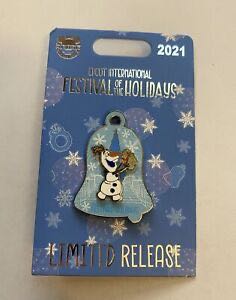 2021
EPCOT INTERNATIONAL
FESTIVAL
OF THE
HOLIDAYS
LIMITED RELEASE